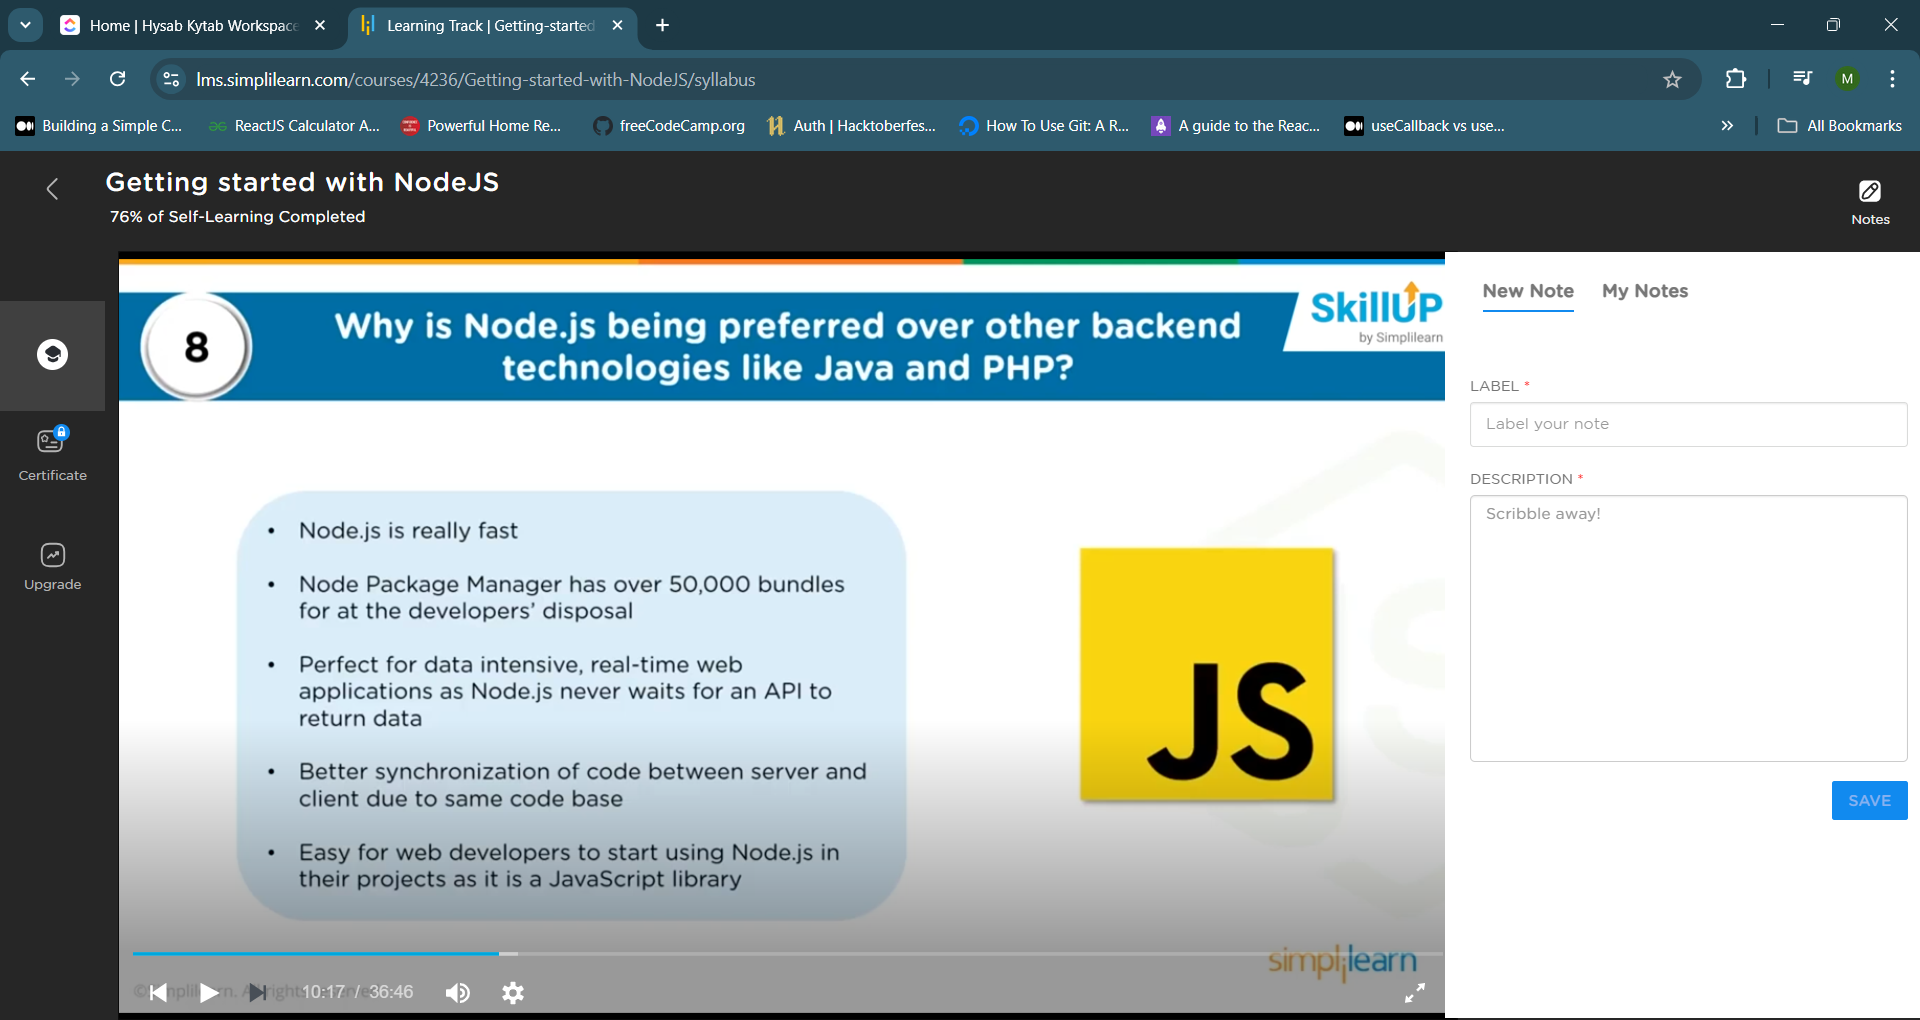 Home | Hysab Kytab Workspace
Learning Track | Getting-started
lms.simplilearn.com/courses/4236/Getting-started-with-NodeJS/syllabus
M
Building a Simple C...
ReactJS Calculator A...
Powerful Home Re...
freeCodeCamp.org
Auth | Hacktoberfes...
How To Use Git: A R...
A guide to the Reac...
useCallback vs use...
All Bookmarks
Getting started with NodeJS
76% of Self-Learning Completed
Notes
Certificate
Upgrade
8
Why is Node.js being preferred over other backend
technologies like Java and PHP?
SkillUP
by Simplilearn
• Node.js is really fast
• Node Package Manager has over 50,000 bundles
for at the developers’ disposal
• Perfect for data intensive, real-time web
applications as Node.js never waits for an API to
return data
• Better synchronization of code between server and
client due to same code base
• Easy for web developers to start using Node.js in
their projects as it is a JavaScript library
JS
simplilearn
10:17 / 36:46
New Note
My Notes
LABEL *
Label your note
DESCRIPTION *
Scribble away!
SAVE